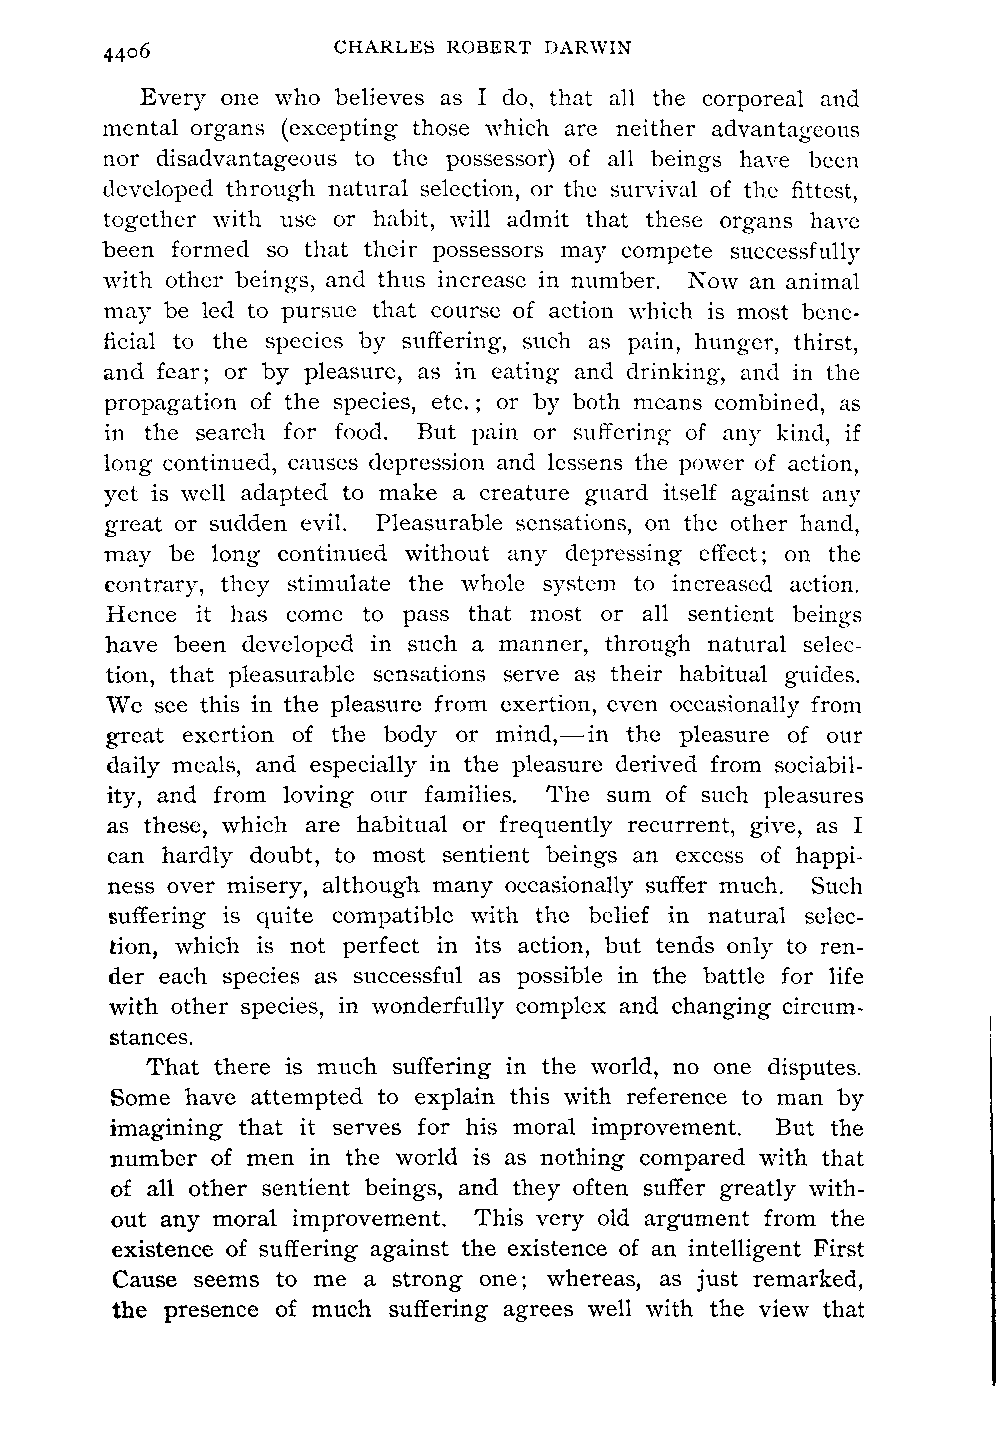 4406 CHARLES ROBERT DARWIN
Every one who believes as I do, that all the corporeal and
mental organs (excepting those which are neither advantageous
nor disadvantageous to the possessor) of all beings have been
developed through natural selection, or the survival of the fittest,
together with use or habit, will admit that these organs have
been formed so that their possessors may compete successfully
with other beings, and thus increase in number. Now an animal
may be led to pursue that course of action which is most bene-
ficial to the species by suffering, such as pain, hunger, thirst,
and fear; or by pleasure, as in eating and drinking, and in the
propagation of the species, etc.; or by both means combined, as
in the search for food. But pain or suffering of any kind, if
long continued, causes depression and lessens the power of action,
yet is well adapted to make a creature guard itself against any
great or sudden evil. Pleasurable sensations, on the other hand,
may be long continued without any depressing effect; on the
contrary, they stimulate the whole system to increased action.
Hence it has come to pass that most or all sentient beings
have been developed in such a manner, through natural selec-
tion, that pleasurable sensations serve as their habitual guides.
We see this in the pleasure from exertion, even occasionally from
great exertion of the body or mind,—in the pleasure of our
daily meals, and especially in the pleasure derived from sociabil-
ity, and from loving our families. The sum of such pleasures
as these, which are habitual or frequently recurrent, give, as I
can hardly doubt, to most sentient beings an excess of happi-
ness over misery, although many occasionally suffer much. Such
suffering is quite compatible with the belief in natural selec-
tion, which is not perfect in its action, but tends only to ren-
der each species as successful as possible in the battle for life
with other species, in wonderfully complex and changing circum-
stances.
That there is much suffering in the world, no one disputes.
Some have attempted to explain this with reference to man by
imagining that it serves for his moral improvement. But the
number of men in the world is as nothing compared with that
of all other sentient beings, and they often suffer greatly with-
out any moral improvement. This very old argument from the
existence of suffering against the existence of an intelligent First
Cause seems to me a strong one; whereas, as just remarked,
the presence of much suffering agrees well with the view that